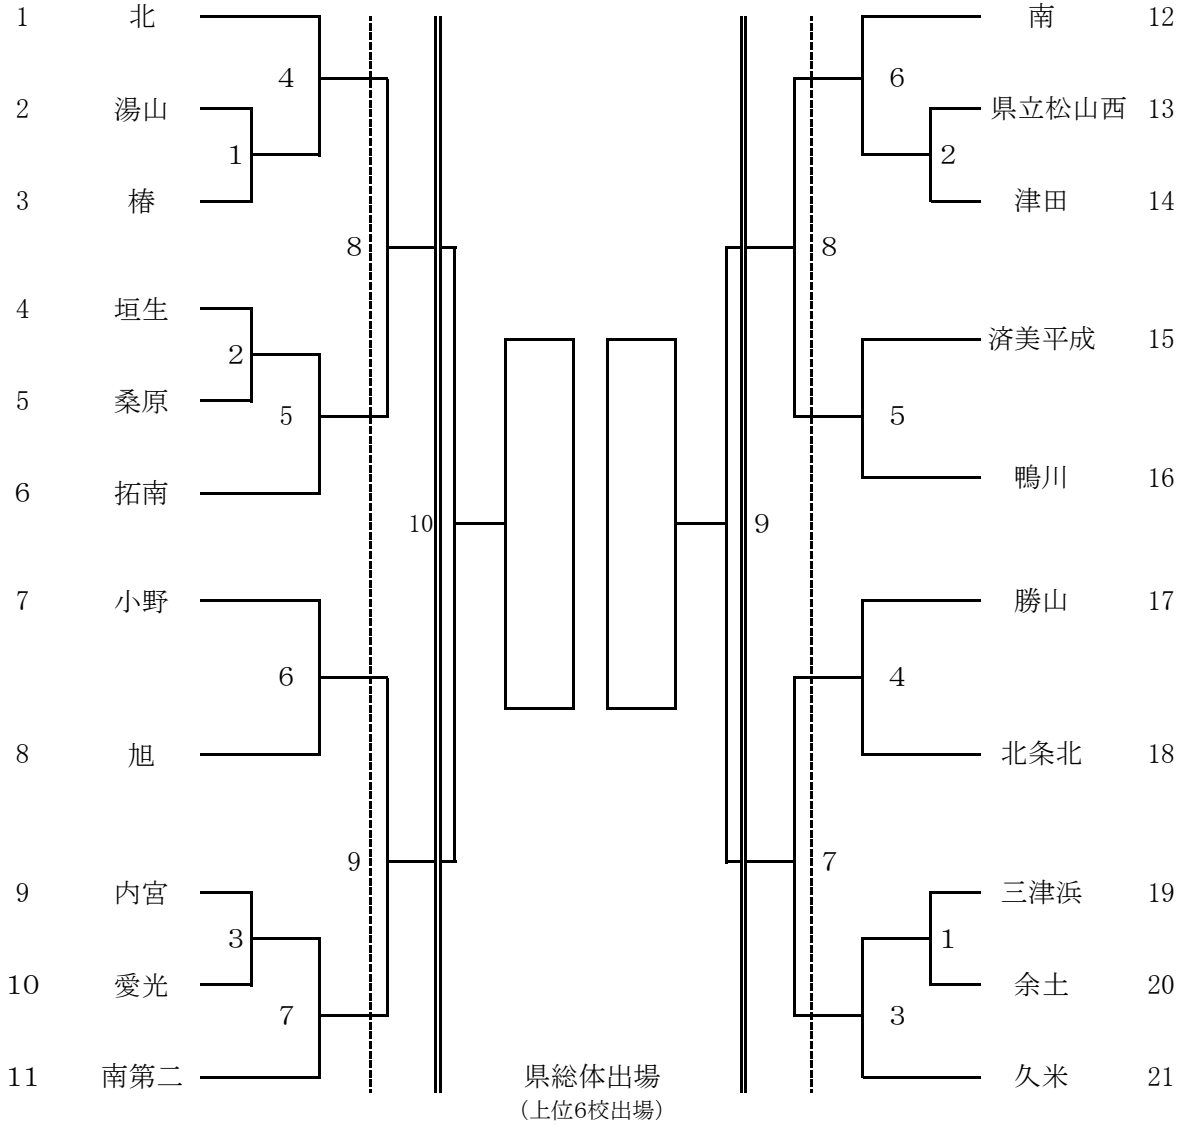 1 北
4
2 湯山
1
3 椿
8
4 垣生
2
5 桑原
5
6 拓南
10
7 小野
6
8 旭
9
9 内宮
3
10 愛光
7
11 南第二
南 12
6
県立松山西 13
2
津田 14
8
済美平成 15
5
鴨川 16
9
勝山 17
4
北条北 18
7
三津浜 19
1
余土 20
3
久米 21
県総体出場
（上位6校出場）